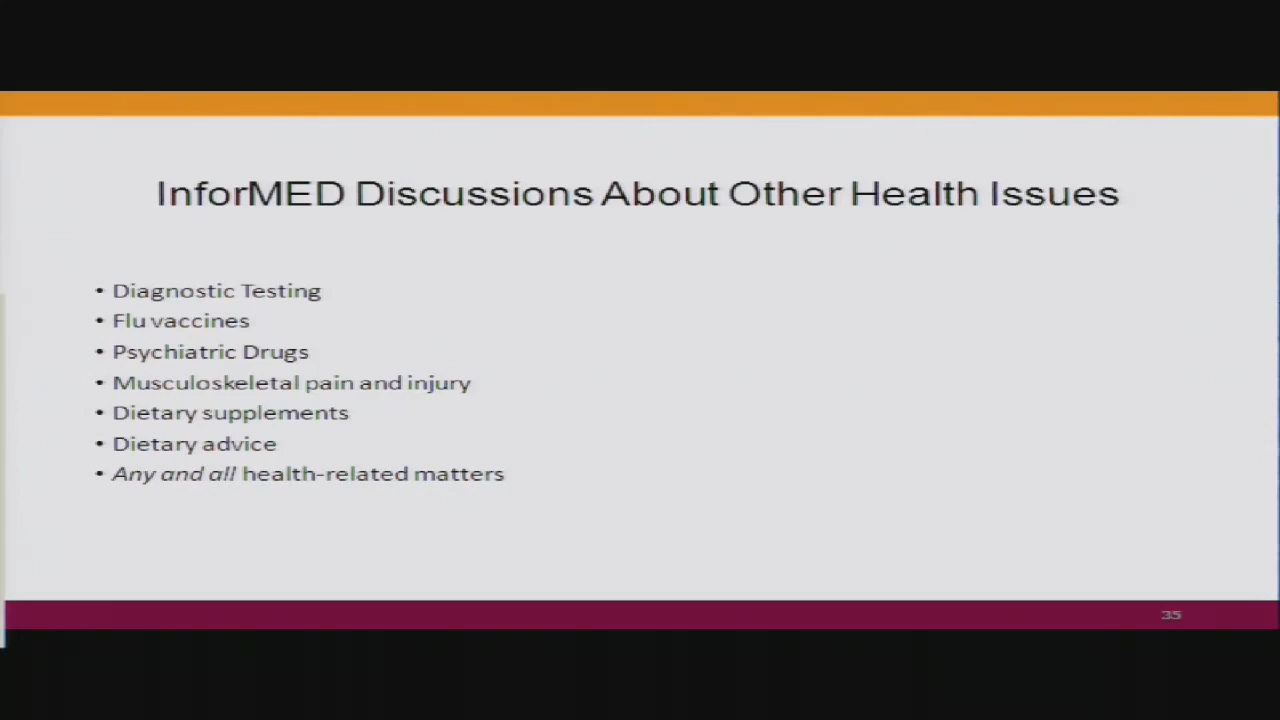 InforMED Discussions About Other Health Issues
• Diagnostic Testing
• Flu vaccines
• Psychiatric Drugs
• Musculoskeletal pain and injury
• Dietary supplements
• Dietary advice
• Any and all health-related matters
35